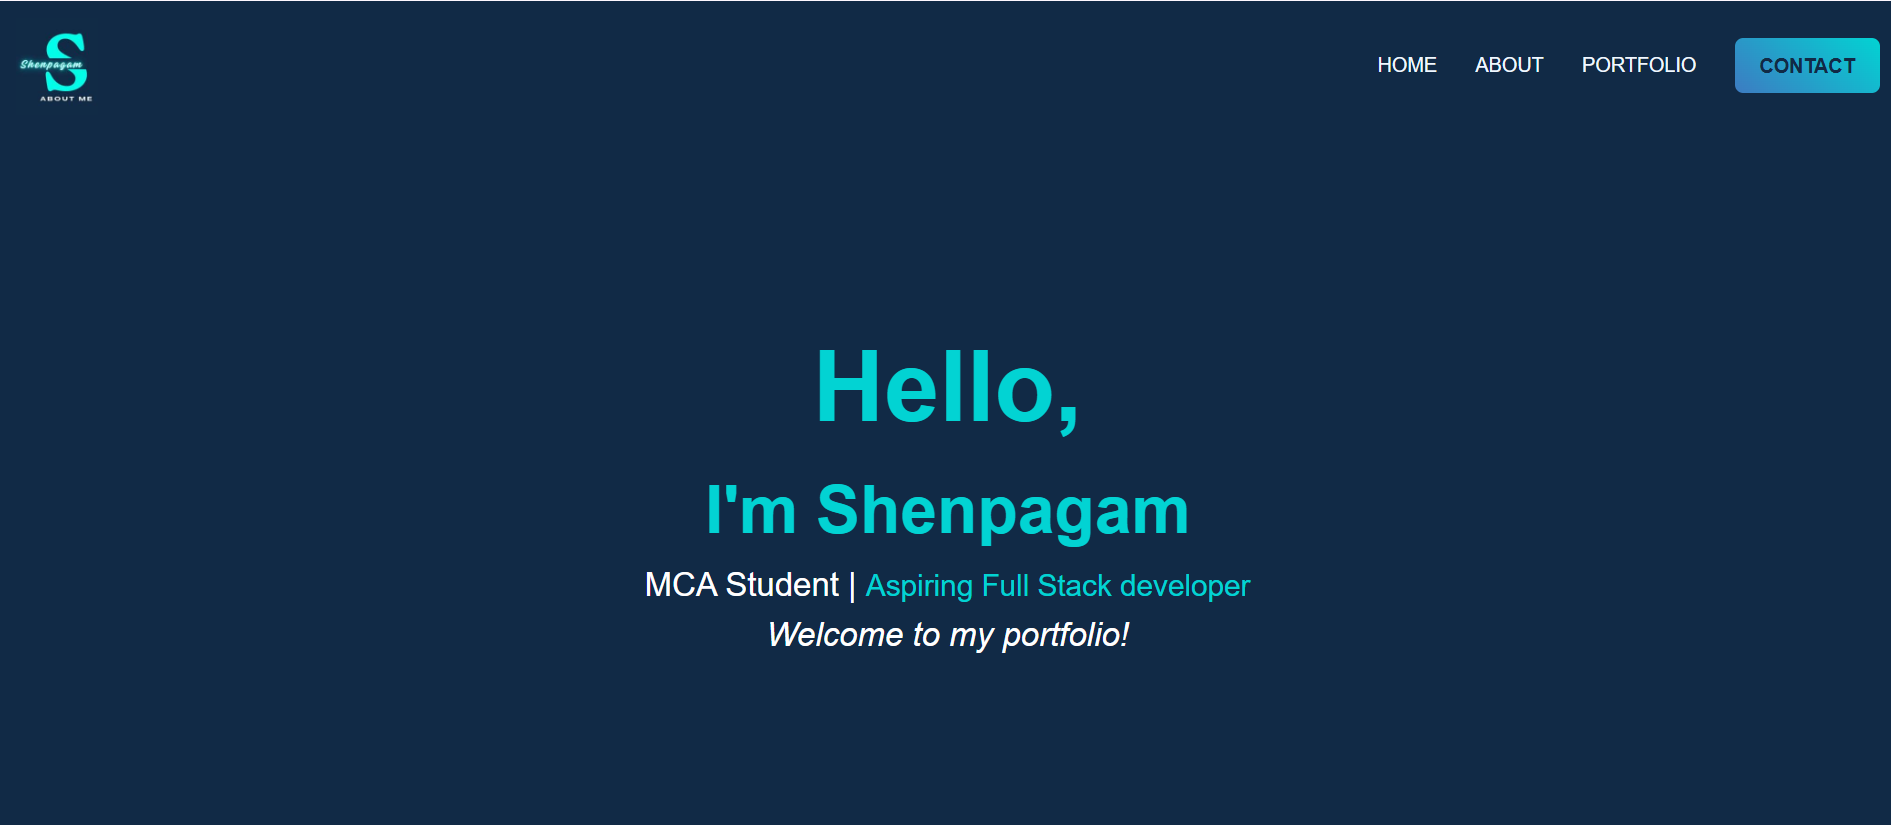 Shenpagam
S
ABOUT ME
HOME ABOUT PORTFOLIO CONTACT
Hello,
I'm Shenpagam
MCA Student | Aspiring Full Stack developer
Welcome to my portfolio!